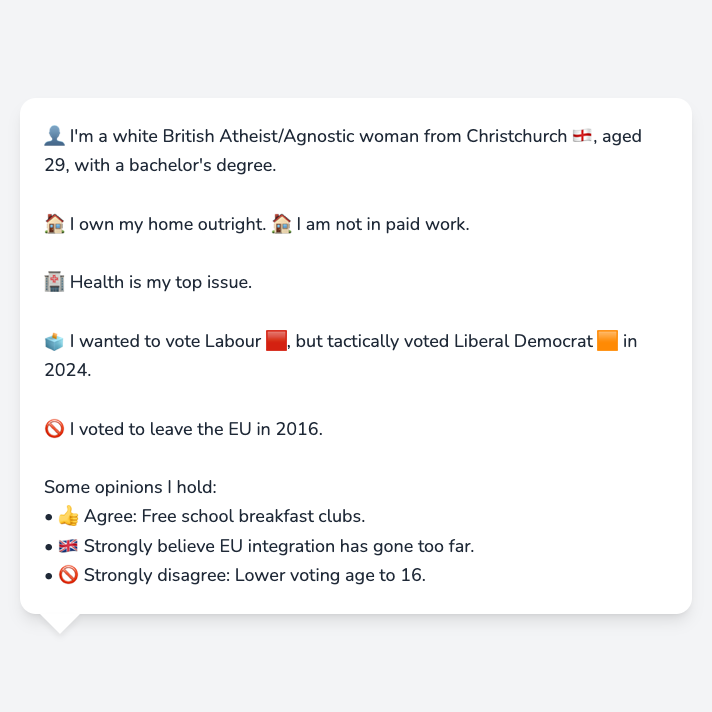 👤 I'm a white British Atheist/Agnostic woman from Christchurch 🏴󠁧󠁢󠁥󠁮󠁧󠁿, aged
29, with a bachelor's degree.
🏠 I own my home outright. 🏠 I am not in paid work.
🏥 Health is my top issue.
🗳️ I wanted to vote Labour 🟥, but tactically voted Liberal Democrat 🟧 in
2024.
🚫 I voted to leave the EU in 2016.
Some opinions I hold:
• 👍 Agree: Free school breakfast clubs.
• 🇬🇧 Strongly believe EU integration has gone too far.
• 🚫 Strongly disagree: Lower voting age to 16.